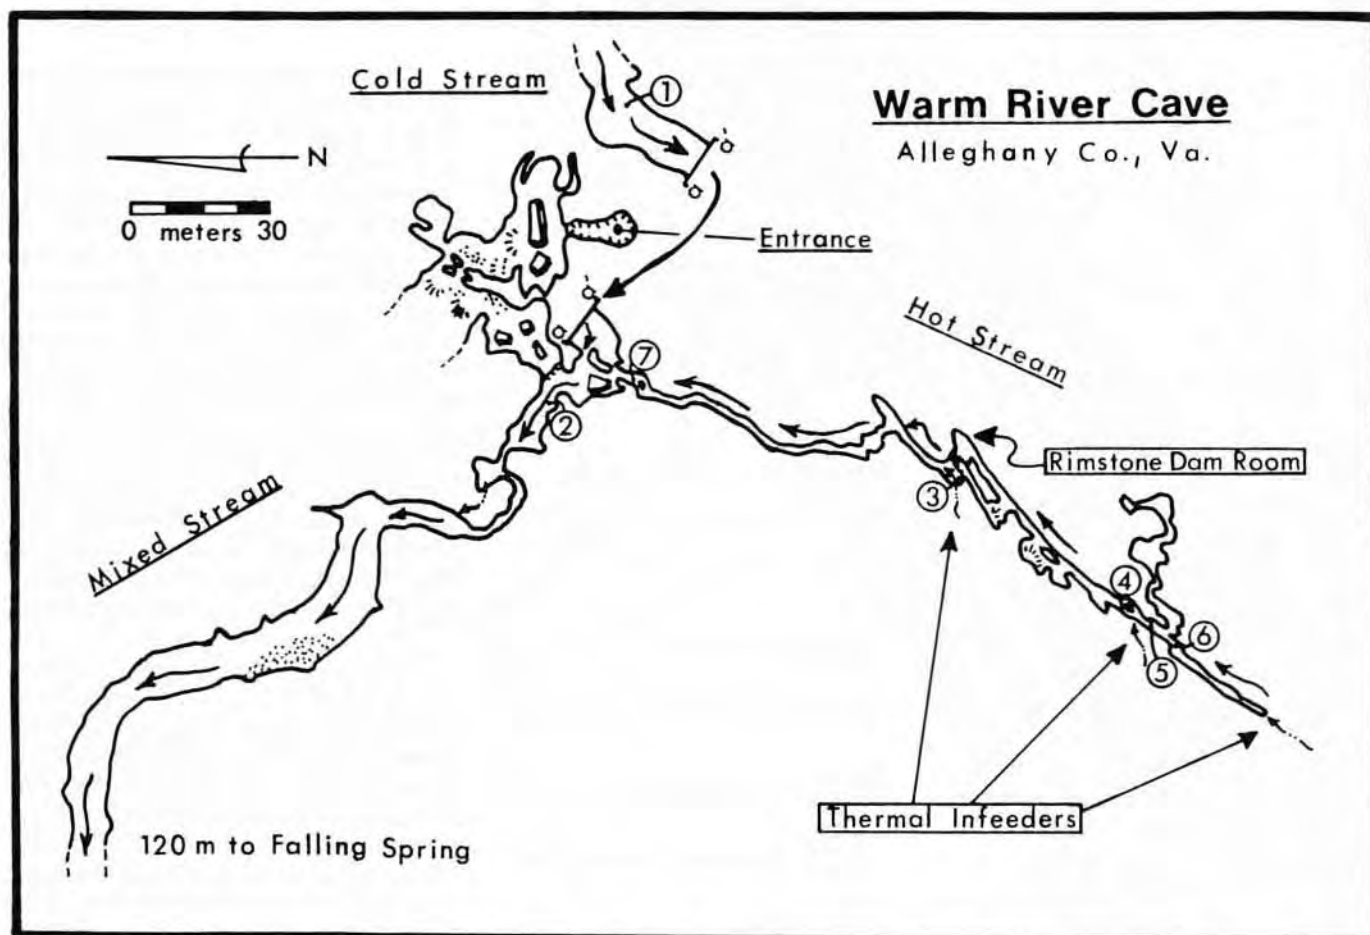 Cold Stream
1
Warm River Cave
Alleghany Co., Va.
N
0 meters 30
Entrance
Hot Stream
7
2
Rimstone Dam Room
3
Mixed Stream
4
6
5
Thermal Infeeders
120 m to Falling Spring